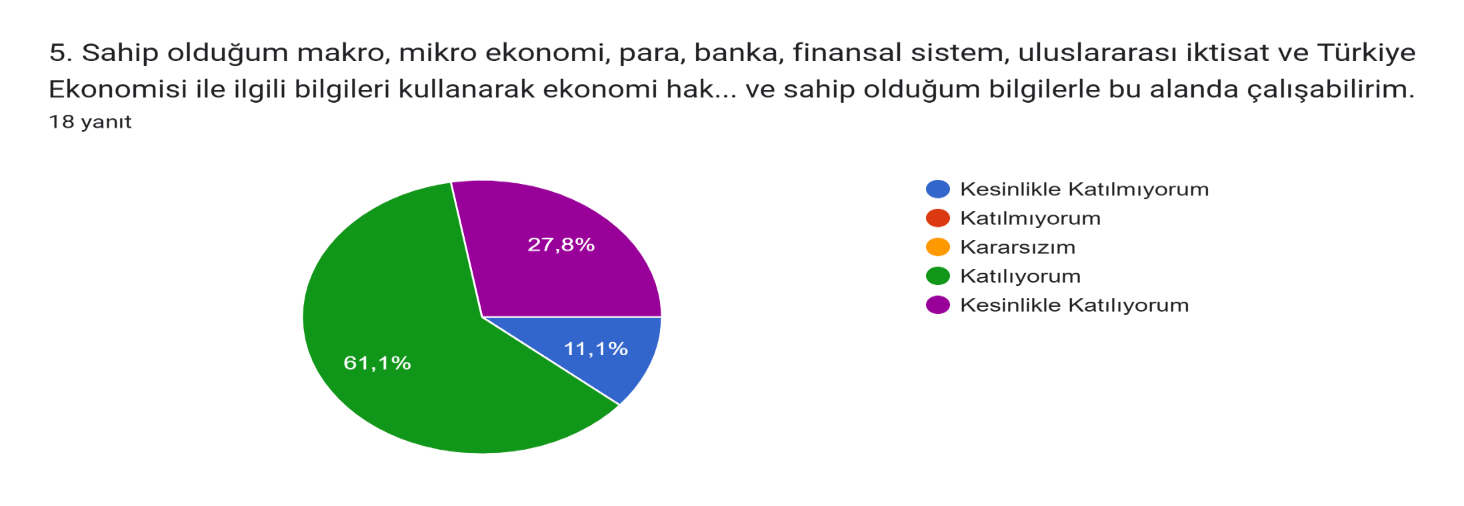 5. Sahip olduğum makro, mikro ekonomi, para, banka, finansal sistem, uluslararası iktisat ve Türkiye
Ekonomisi ile ilgili bilgileri kullanarak ekonomi hak... ve sahip olduğum bilgilerle bu alanda çalışabilirim.
18 yanıt
27,8%
11,1%
61,1%
Kesinlikle Katılmıyorum
Katılmıyorum
Kararsızım
Katılıyorum
Kesinlikle Katılıyorum